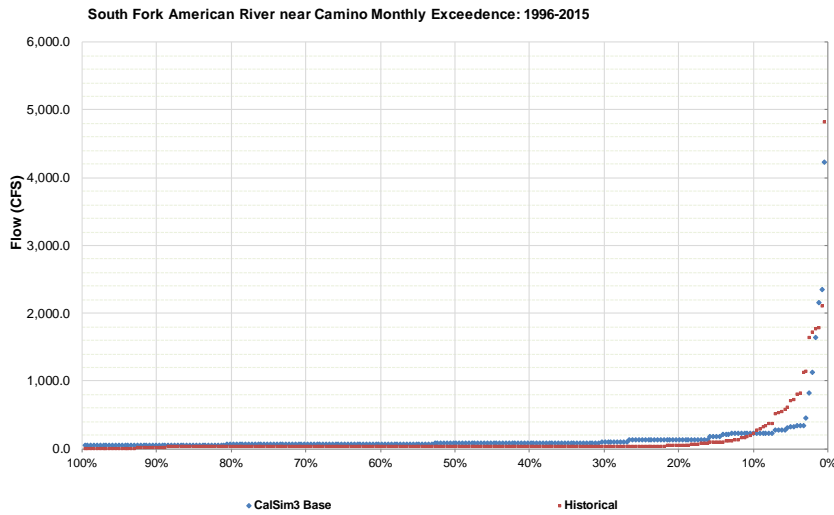 South Fork American River near Camino Monthly Exceedence: 1996-2015
6,000.0
5,000.0
4,000.0
3,000.0
2,000.0
1,000.0
0.0
Flow (CFS)
100% 90% 80% 70% 60% 50% 40% 30% 20% 10% 0%
CalSim3 Base Historical